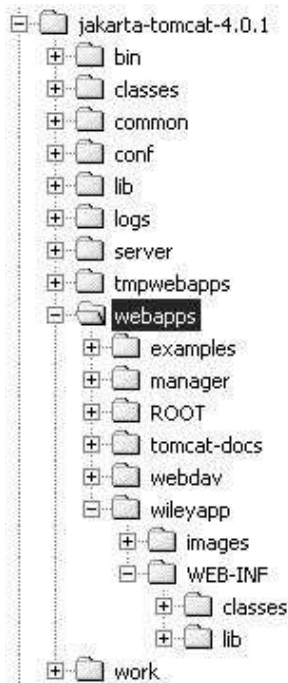 jakarta-tomcat-4.0.1
bin
classes
common
conf
lib
logs
server
tmpwebapps
webapps
examples
manager
ROOT
tomcat-docs
webdav
wileyapp
images
WEB-INF
classes
lib
work